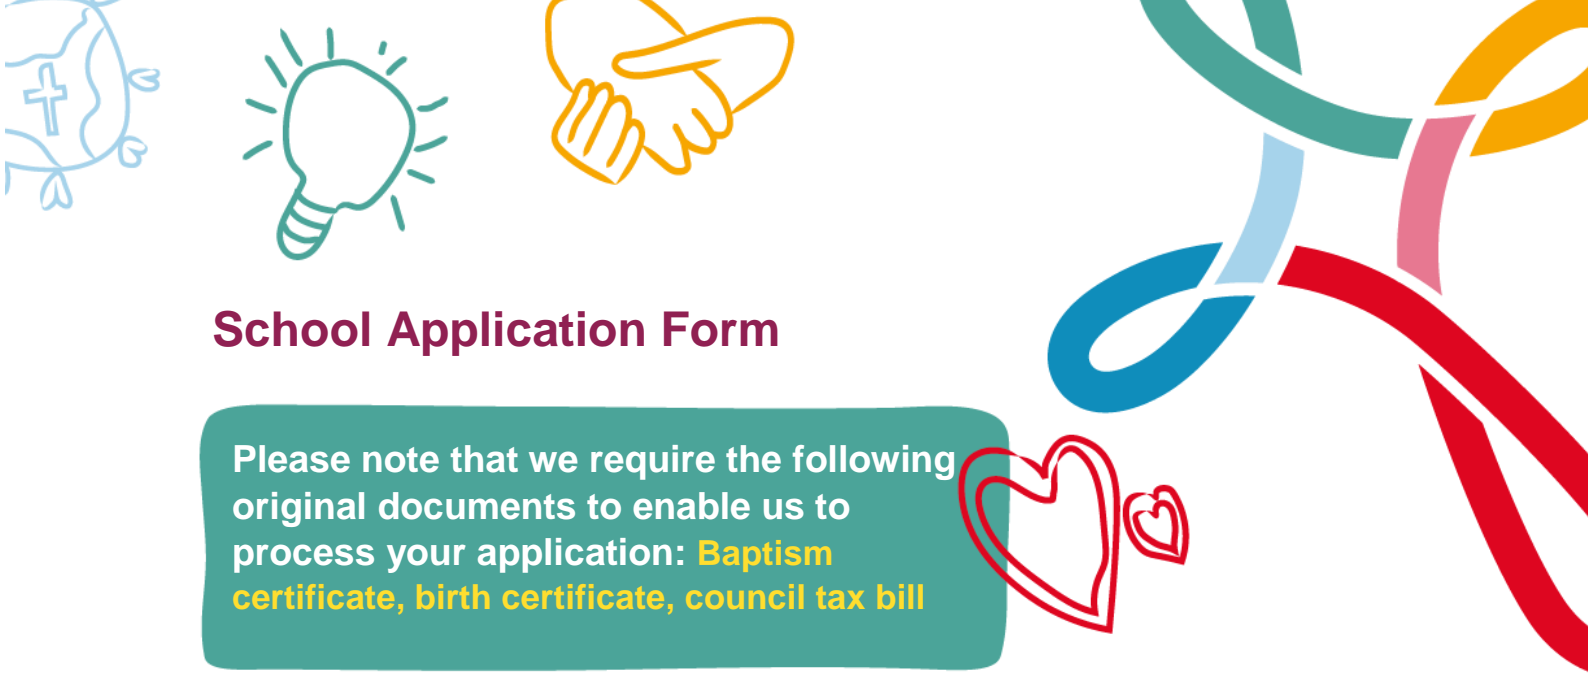 School Application Form
Please note that we require the following
original documents to enable us to
process your application: Baptism
certificate, birth certificate, council tax bill